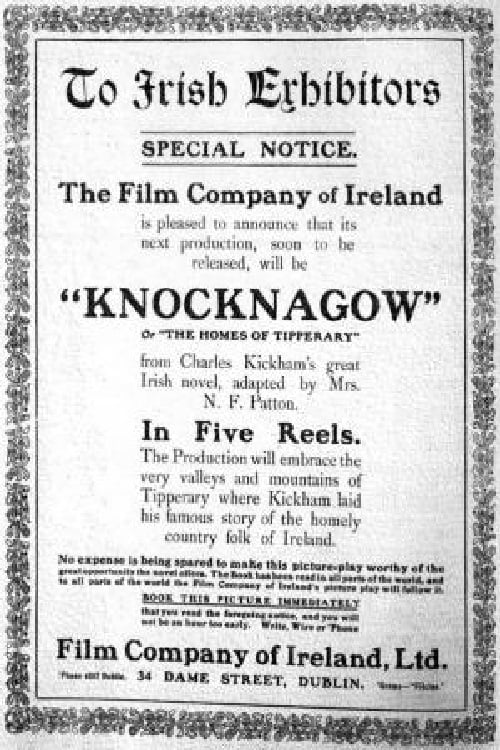 To Irish Exhibitors
SPECIAL NOTICE.
The Film Company of Ireland
is pleased to announce that its
next production, soon to be
released, will be
"KNOCKNAGOW"
Or "THE HOMES OF TIPPERARY"
from Charles Kickham's great
Irish novel, adapted by Mrs.
N. F. Patton.
In Five Reels.
The Production will embrace the
very valleys and mountains of
Tipperary where Kickham laid
his famous story of the homely
country folk of Ireland.
No expense is being spared to make this picture-play worthy of the
great opportunity the novel offers. The Book has been read in all parts of the world, and
to all parts of the world the Film Company of Ireland's picture play will follow it.
BOOK THIS PICTURE IMMEDIATELY
that you read the foregoing notice, and you will
not be an hour too early. Write, Wire or 'Phone
Film Company of Ireland, Ltd.
Dublin. 34 DAME STREET, DUBLIN.